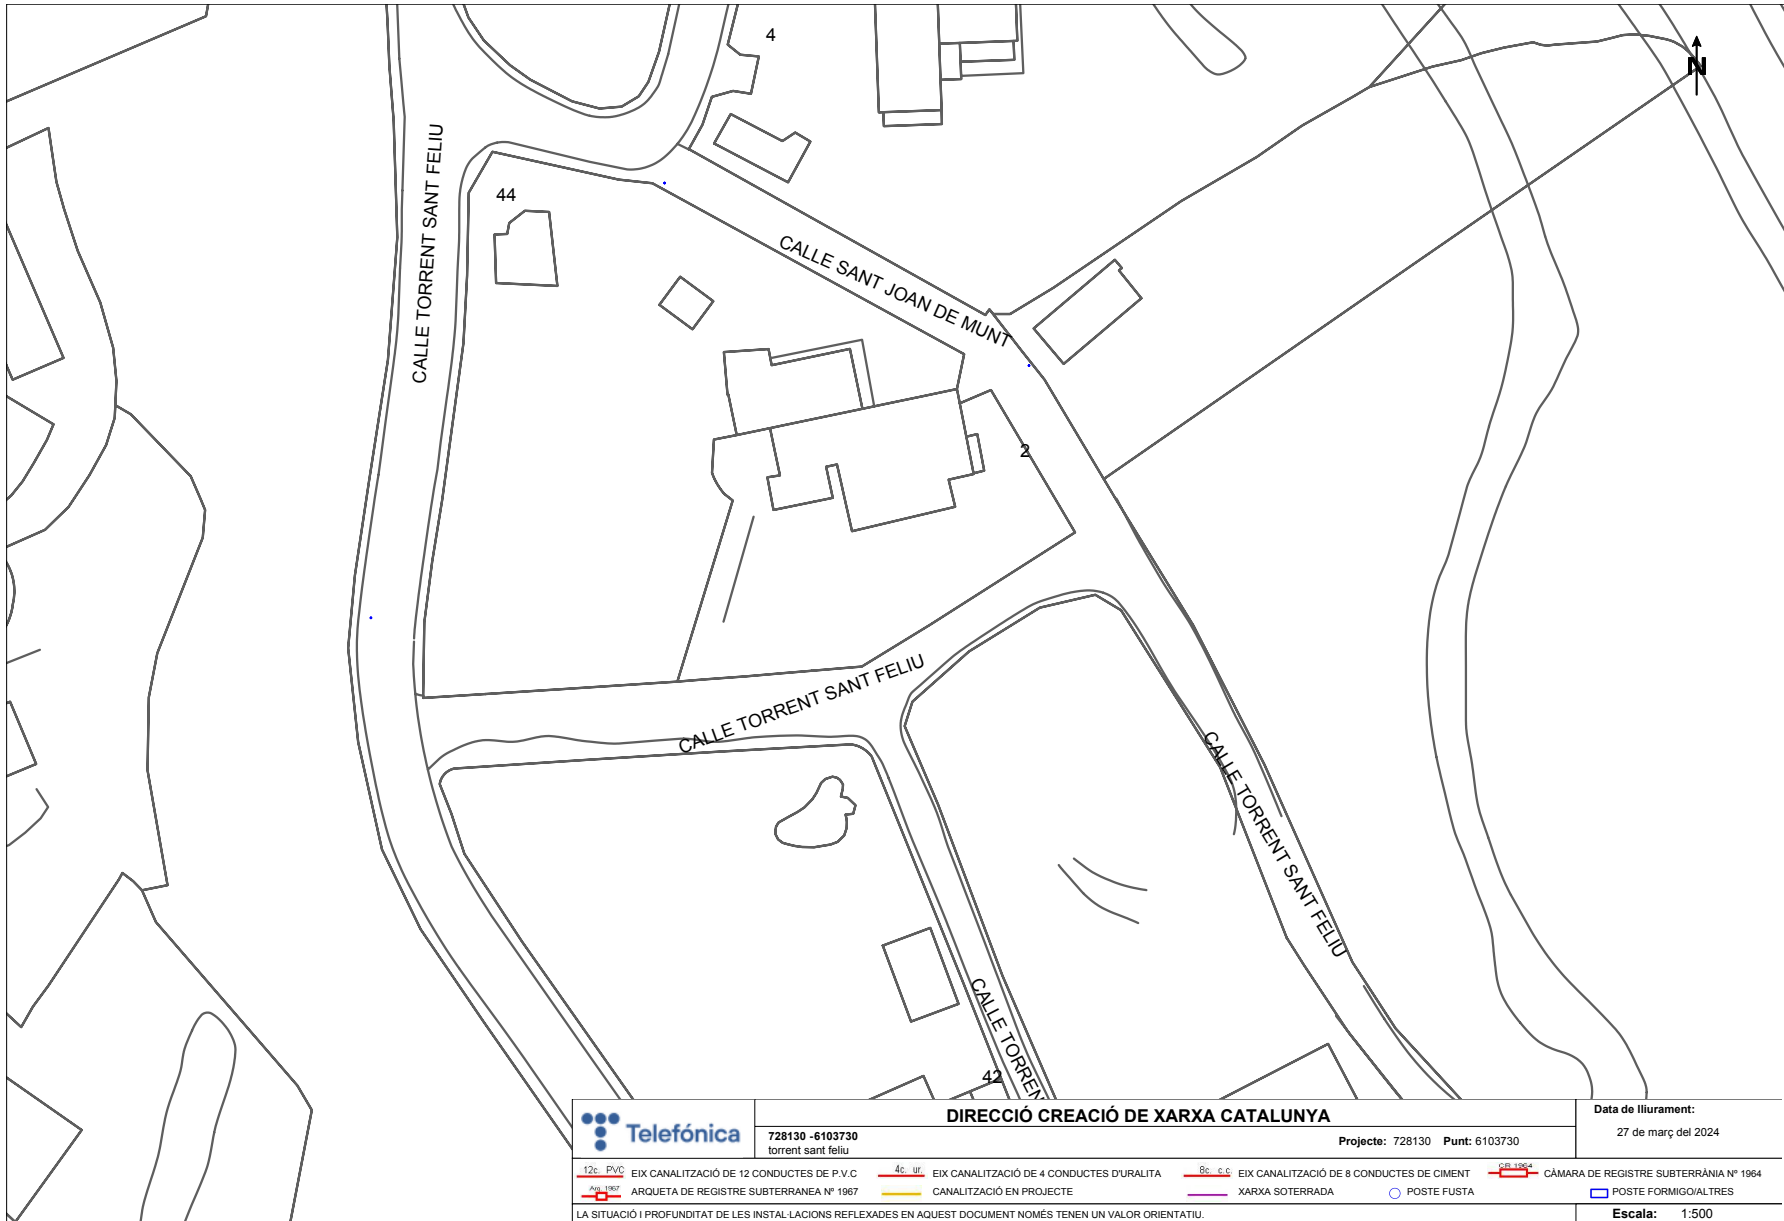 4
N
CALLE TORRENT SANT FELIU
44
CALLE SANT JOAN DE MUNT
2
CALLE TORRENT SANT FELIU
CALLE TORRENT SANT FELIU
CALLE TORREN
42
Telefónica
DIRECCIÓ CREACIÓ DE XARXA CATALUNYA
728130 -6103730
torrent sant feliu
Projecte: 728130 Punt: 6103730
Data de lliurament:
27 de març del 2024
12c. PVC EIX CANALITZACIÓ DE 12 CONDUCTES DE P.V.C
4c. ur. EIX CANALITZACIÓ DE 4 CONDUCTES D'URALITA
8c. c.c. EIX CANALITZACIÓ DE 8 CONDUCTES DE CIMENT
CR 1964 CÀMARA DE REGISTRE SUBTERRÀNIA Nº 1964
Arq. 1967 ARQUETA DE REGISTRE SUBTERRANEA Nº 1967
CANALITZACIÓ EN PROJECTE
XARXA SOTERRADA
POSTE FUSTA
POSTE FORMIGO/ALTRES
LA SITUACIÓ I PROFUNDITAT DE LES INSTAL·LACIONS REFLEXADES EN AQUEST DOCUMENT NOMÉS TENEN UN VALOR ORIENTATIU.
Escala: 1:500